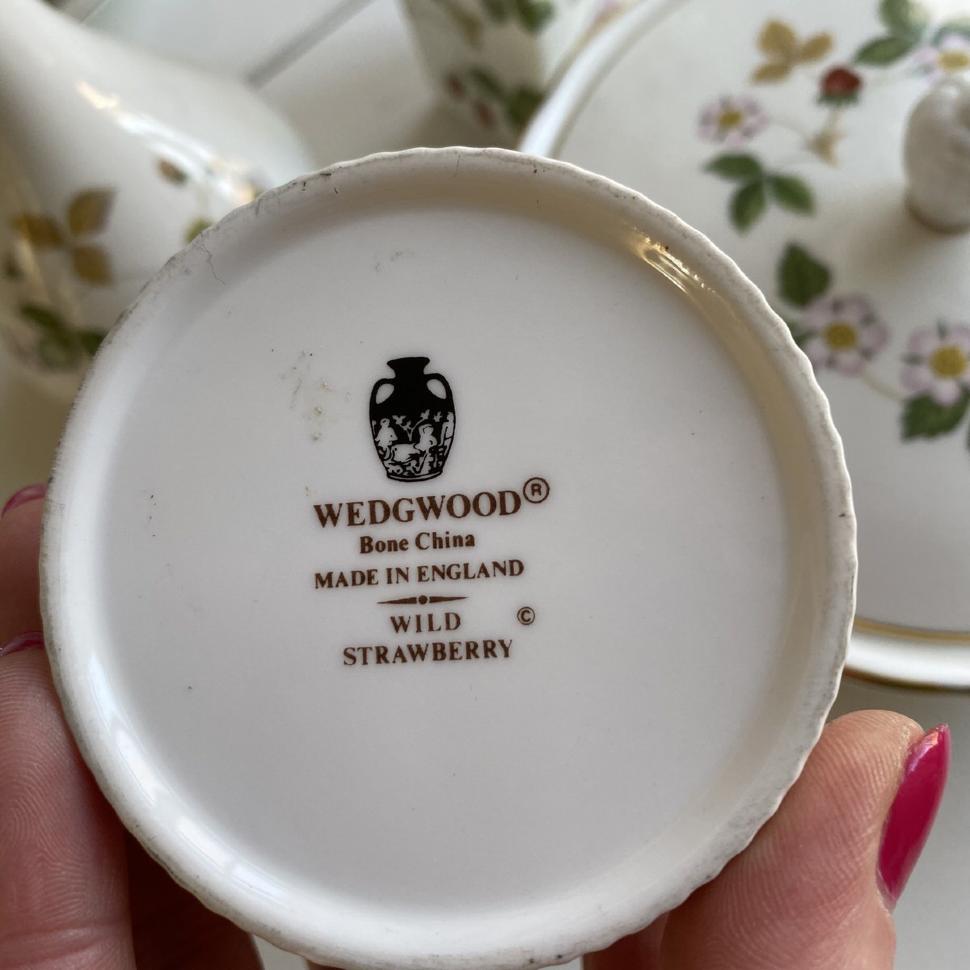 WEDGWOOD®
Bone China
MADE IN ENGLAND
WILD ©
STRAWBERRY